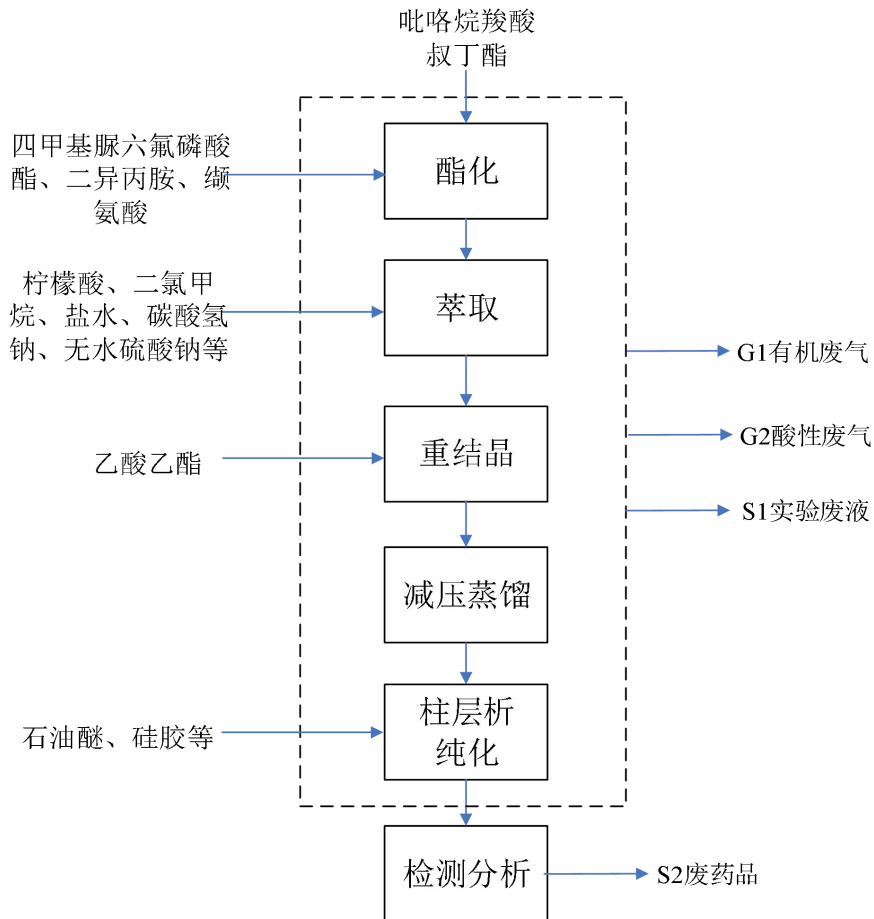 吡咯烷羧酸
叔丁酯
四甲基脲六氟磷酸
酯、二异丙胺、缬
氨酸
酯化
柠檬酸、二氯甲
烷、盐水、碳酸氢
钠、无水硫酸钠等
萃取
G1有机废气
G2酸性废气
乙酸乙酯
重结晶
S1实验废液
减压蒸馏
石油醚、硅胶等
柱层析
纯化
检测分析
S2废药品